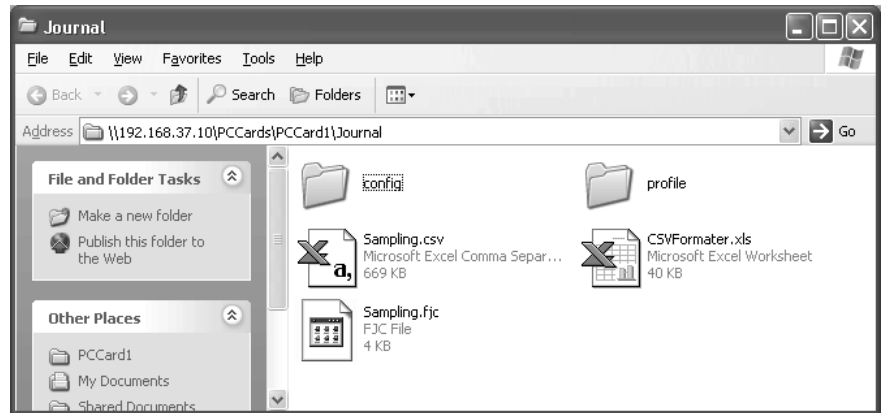 Journal
File Edit View Favorites Tools Help
Back Search Folders
Address \\192.168.37.10\PCCards\PCCard1\Journal Go
File and Folder Tasks
Make a new folder
Publish this folder to
the Web
Other Places
PCCard1
My Documents
Shared Documents
config
profile
Sampling.csv
Microsoft Excel Comma Separ...
669 KB
CSVFormater.xls
Microsoft Excel Worksheet
40 KB
Sampling.fjc
FJC File
4 KB